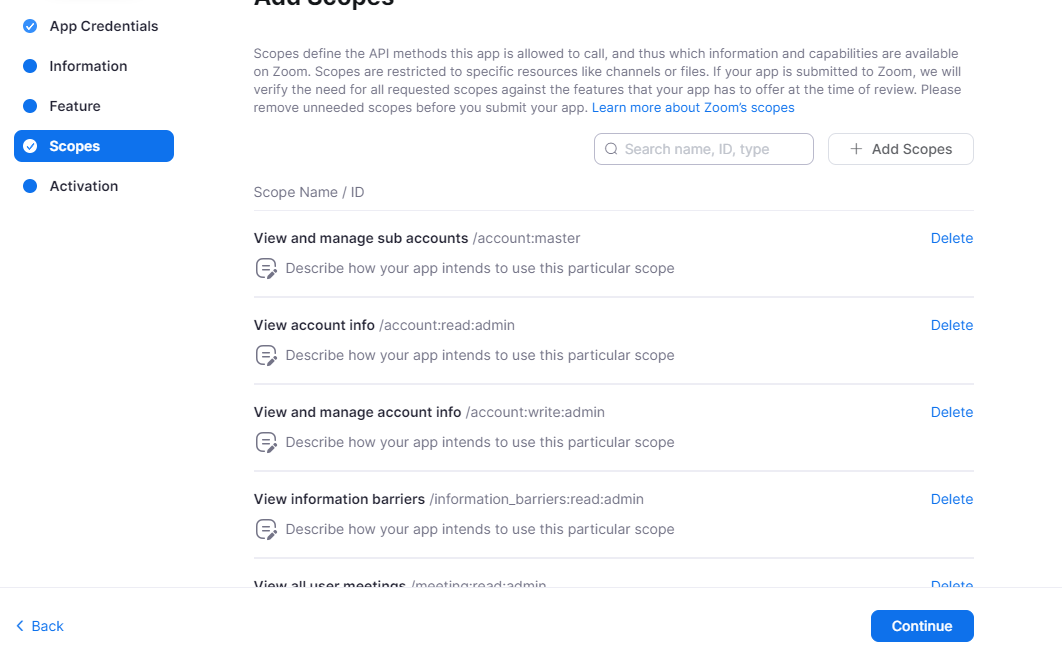 Add Scopes
App Credentials
Information
Feature
Scopes
Activation
Scopes define the API methods this app is allowed to call, and thus which information and capabilities are available
on Zoom. Scopes are restricted to specific resources like channels or files. If your app is submitted to Zoom, we will
verify the need for all requested scopes against the features that your app has to offer at the time of review. Please
remove unneeded scopes before you submit your app. Learn more about Zoom's scopes
Search name, ID, type
+ Add Scopes
Scope Name / ID
View and manage sub accounts /account:master Delete
Describe how your app intends to use this particular scope
View account info /account:read:admin Delete
Describe how your app intends to use this particular scope
View and manage account info /account:write:admin Delete
Describe how your app intends to use this particular scope
View information barriers /information_barriers:read:admin Delete
Describe how your app intends to use this particular scope
View all user meetings /meeting:read:admin Delete
Back
Continue